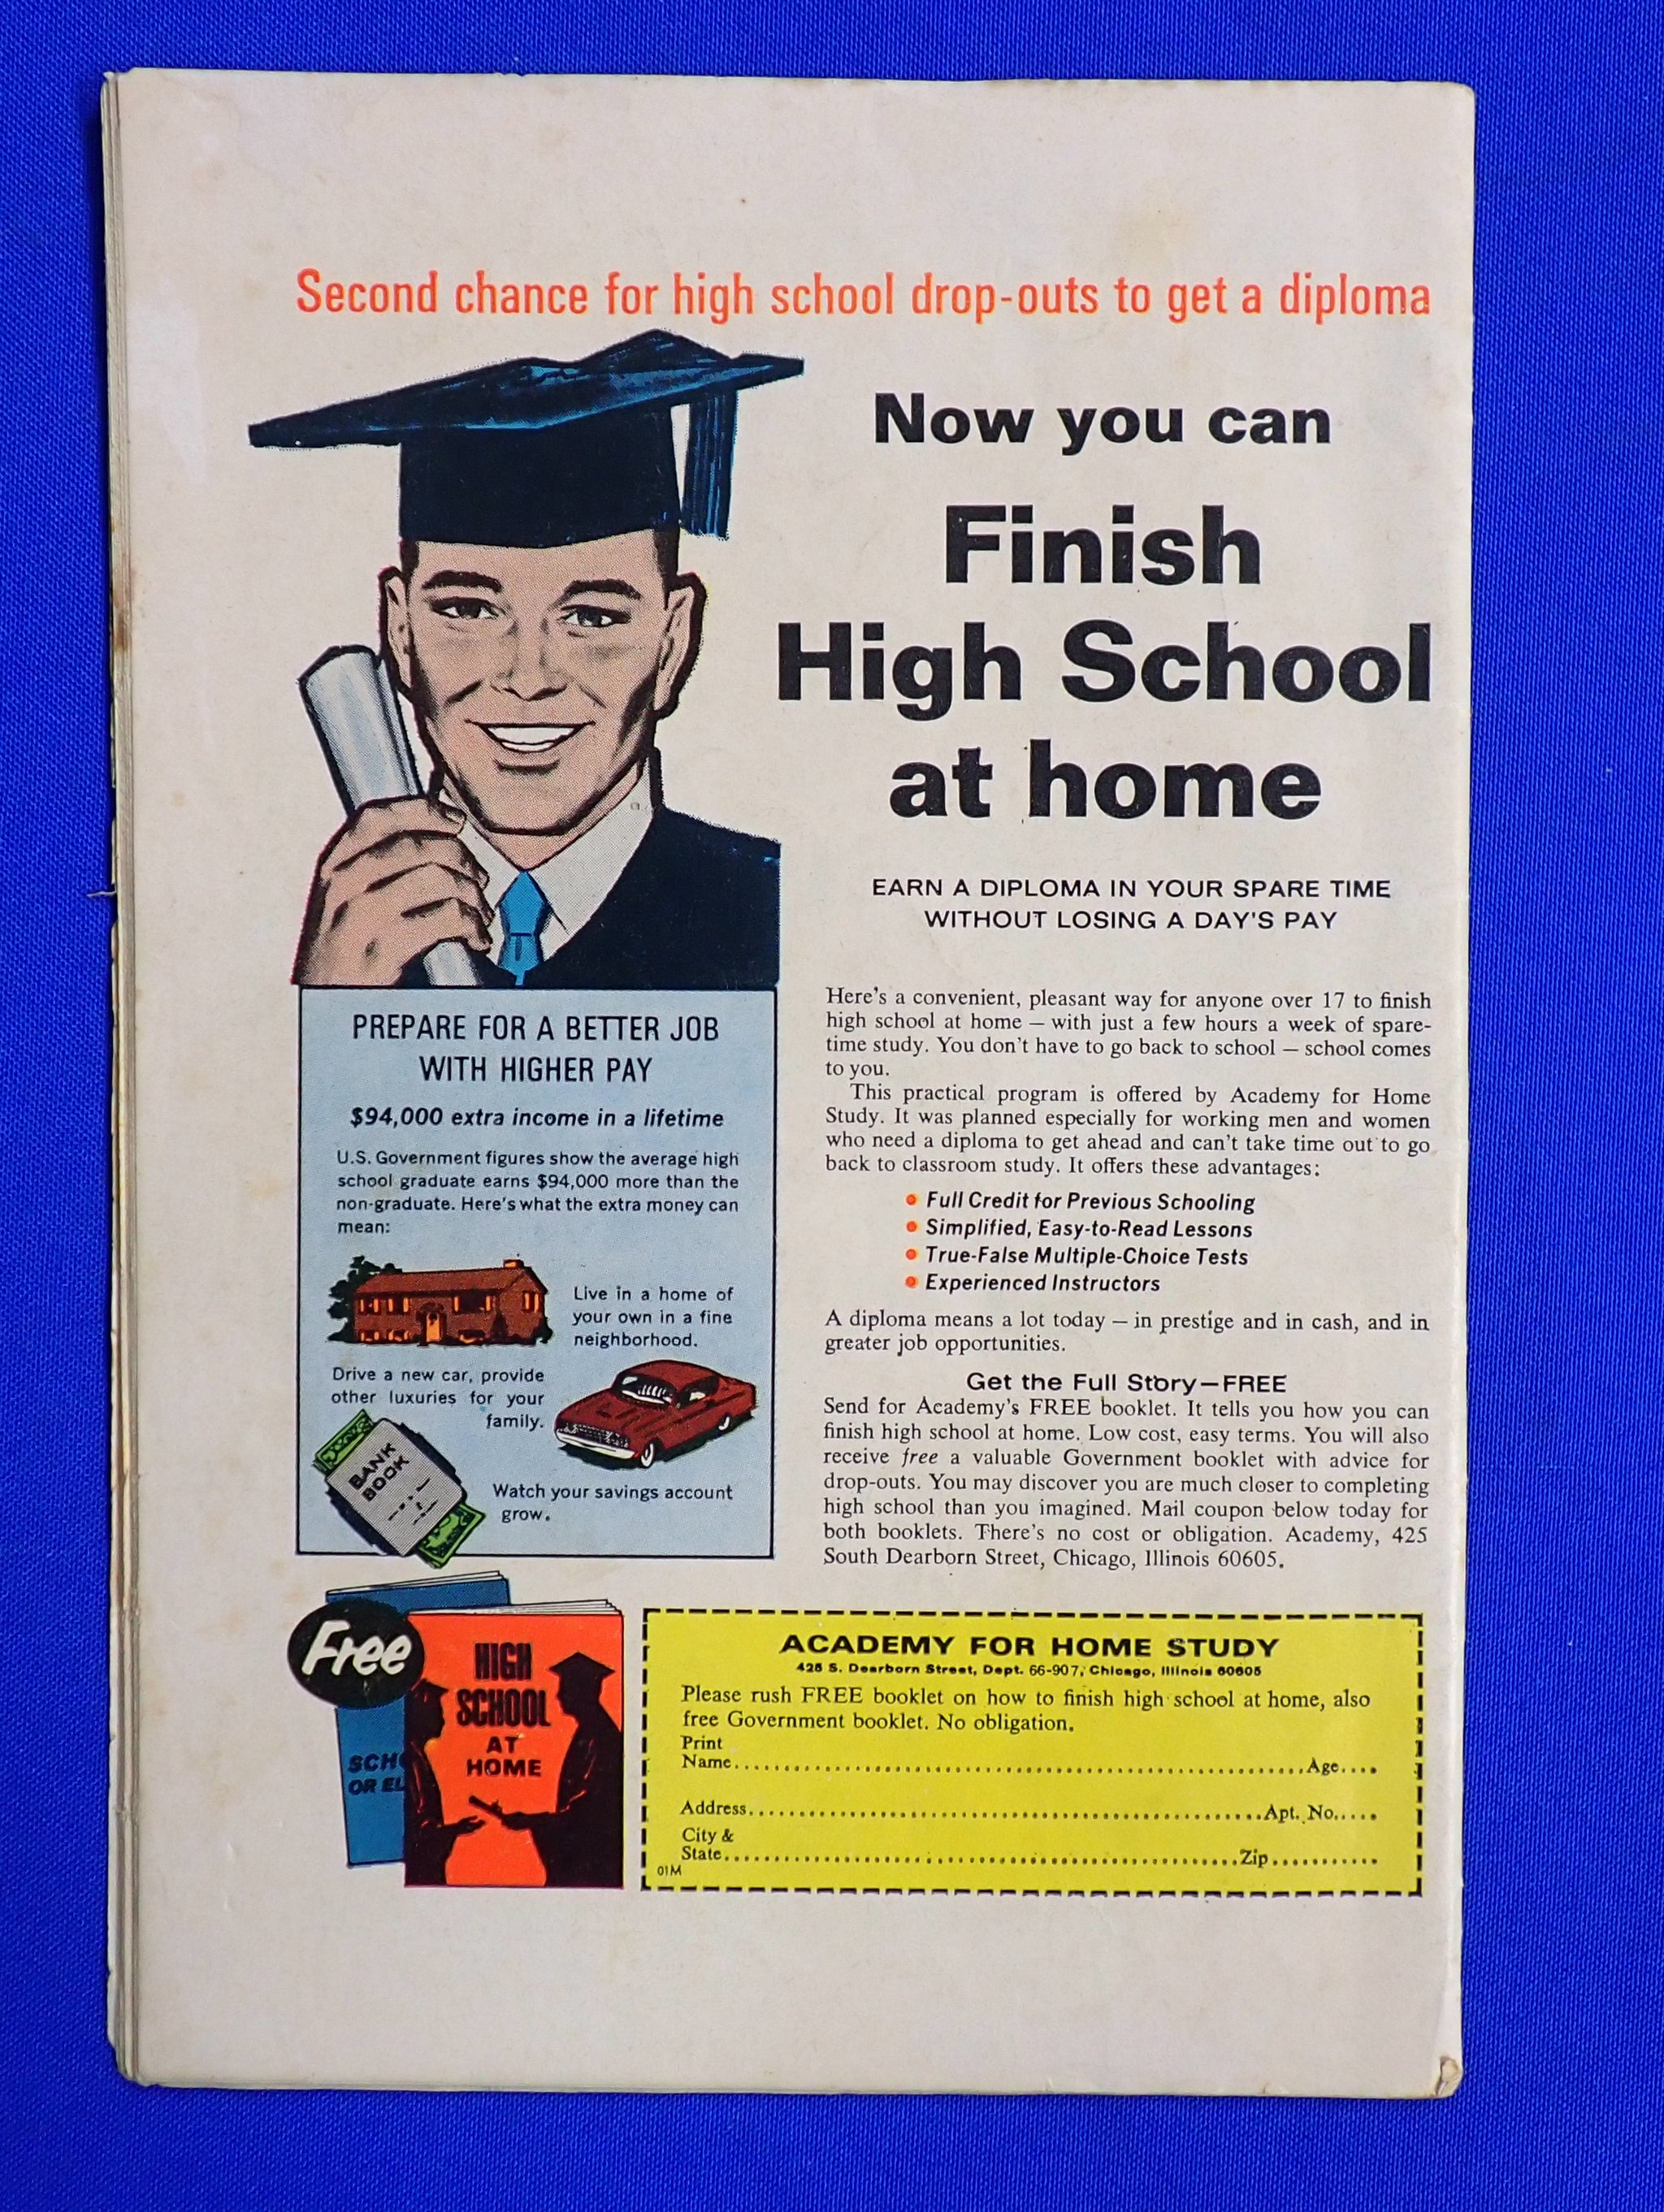 Second chance for high school drop-outs to get a diploma
Now you can
Finish
High School
at home
EARN A DIPLOMA IN YOUR SPARE TIME
WITHOUT LOSING A DAY'S PAY
Here's a convenient, pleasant way for anyone over 17 to finish
high school at home — with just a few hours a week of spare-
time study. You don't have to go back to school — school comes
to you.
This practical program is offered by Academy for Home
Study. It was planned especially for working men and women
who need a diploma to get ahead and can't take time out to go
back to classroom study. It offers these advantages:
• Full Credit for Previous Schooling
• Simplified, Easy-to-Read Lessons
• True-False Multiple-Choice Tests
• Experienced Instructors
A diploma means a lot today — in prestige and in cash, and in
greater job opportunities.
Get the Full Story—FREE
Send for Academy's FREE booklet. It tells you how you can
finish high school at home. Low cost, easy terms. You will also
receive free a valuable Government booklet with advice for
drop-outs. You may discover you are much closer to completing
high school than you imagined. Mail coupon below today for
both booklets. There's no cost or obligation. Academy, 425
South Dearborn Street, Chicago, Illinois 60605.
PREPARE FOR A BETTER JOB
WITH HIGHER PAY
$94,000 extra income in a lifetime
U.S. Government figures show the average high
school graduate earns $94,000 more than the
non-graduate. Here's what the extra money can
mean:
Live in a home of
your own in a fine
neighborhood.
Drive a new car, provide
other luxuries for your
family.
BANK
BOOK
Watch your savings account
grow.
Free
SCH
OR EL
HIGH
SCHOOL
AT
HOME
ACADEMY FOR HOME STUDY
425 S. Dearborn Street, Dept. 66-907, Chicago, Illinois 60605
Please rush FREE booklet on how to finish high school at home, also
free Government booklet. No obligation.
Print
Name.......Age....
Address.......Apt. No.....
City &
State.......Zip...........
01M